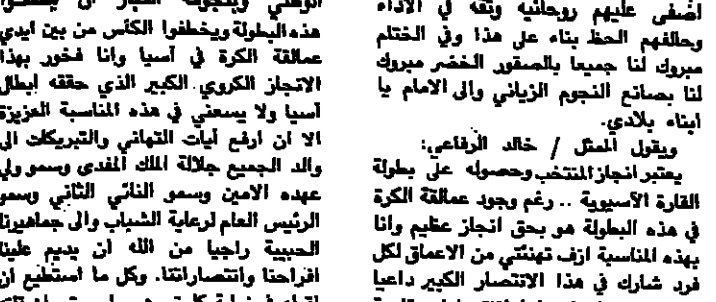 اضفى عليهم روحانيه وثقه في الاداء
وحالفهم الحظ بناء على هذا وفي الختام
مبروك لنا جميعا بالصقور الخضر مبروك
لنا بصانع النجوم الزياني والى الامام يا
ابناء بلادي.
ويقول الممثل / خالد الرفاعي:
يعتبر انجاز المنتخب وحصوله على بطولة
القارة الآسيوية .. رغم وجود عمالقة الكرة
في هذه البطولة هو بحق انجاز عظيم وانا
بهذه المناسبة ازف تهنئتي من الاعماق لكل
فرد شارك في هذا الانتصار الكبير داعيا
هذه البطولة ويخطفوا الكأس من بين ايدي
عمالقة الكرة في آسيا وانا فخور بهذا
الانجاز الكروي الكبير الذي حققه ابطال
آسيا ولا يسعني في هذه المناسبة العزيزة
الا ان ارفع آيات التهاني والتبريكات الى
والد الجميع جلالة الملك المفدى وسمو ولي
عهده الامين وسمو النائب الثاني وسمو
الرئيس العام لرعاية الشباب والى جماهيرنا
الحبيبة راجيا من الله ان يديم علينا
افراحنا وانتصاراتنا. وكل ما استطيع ان